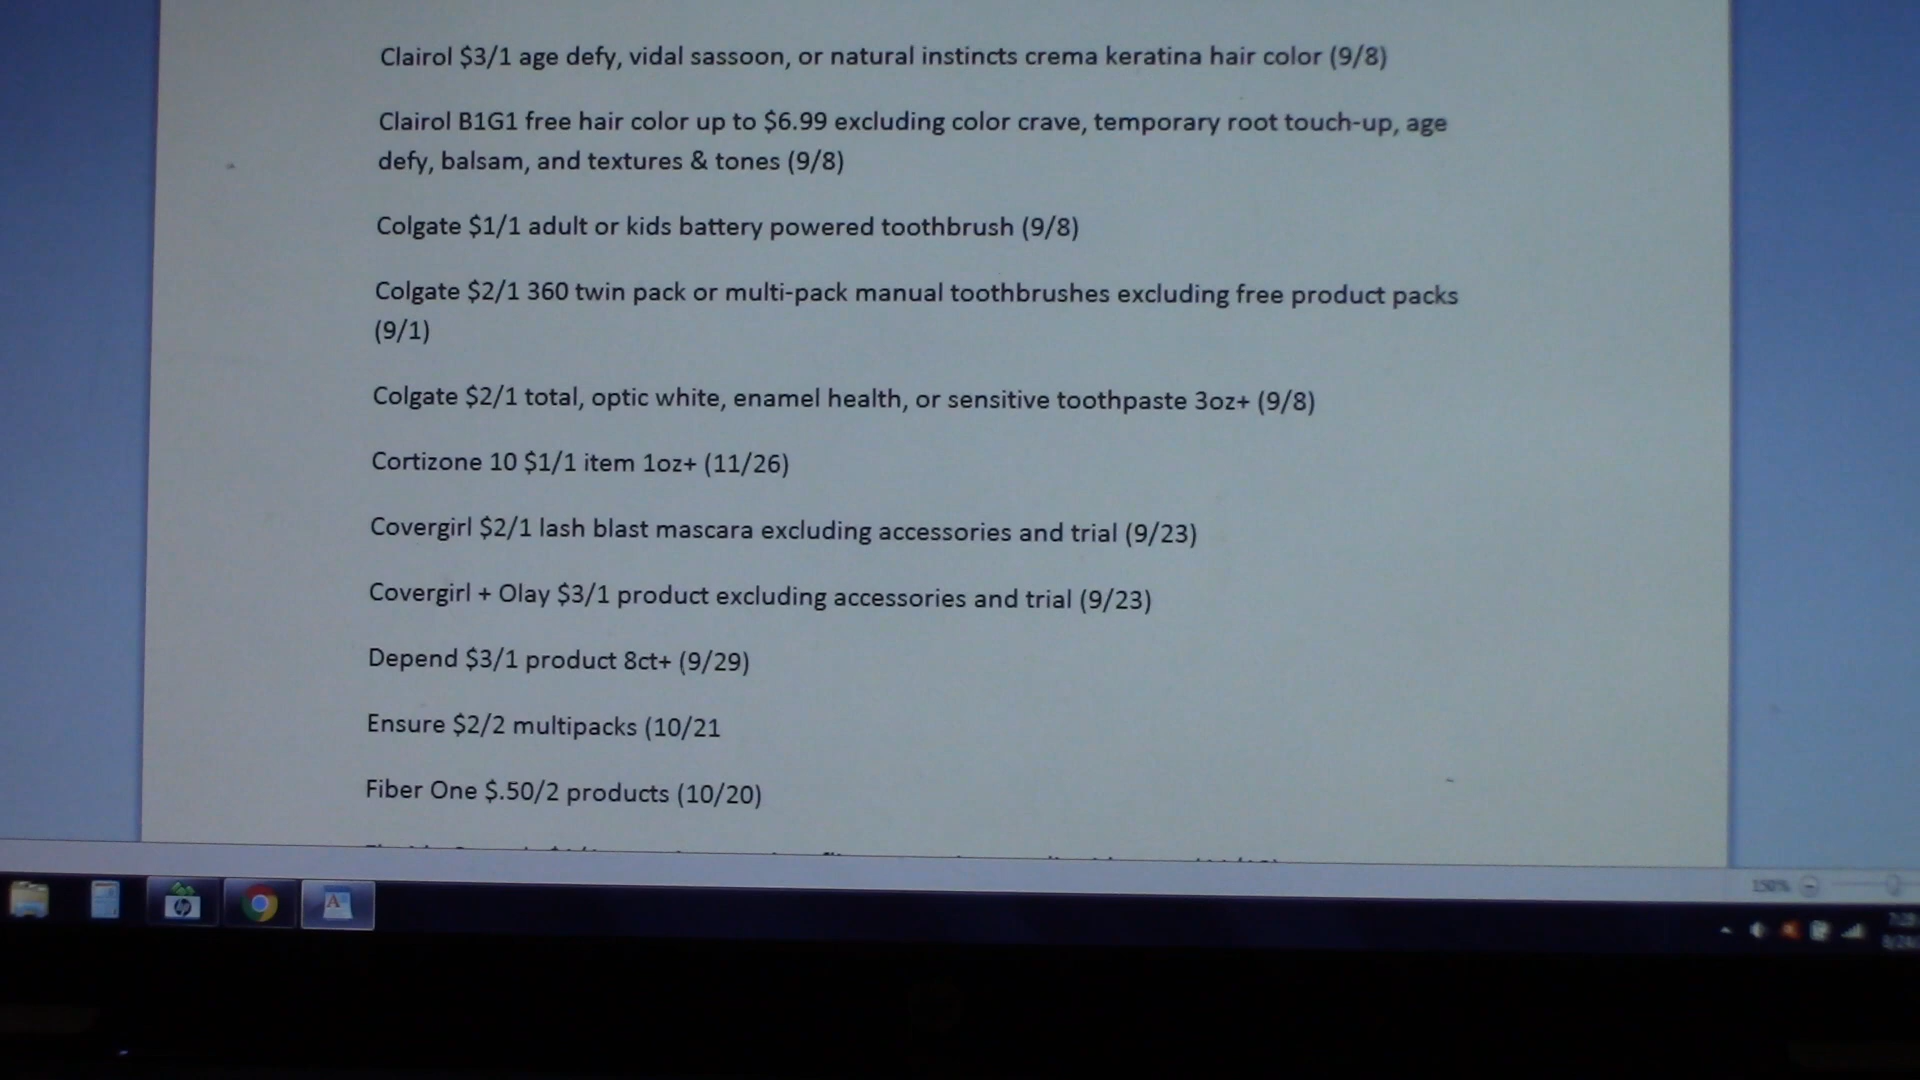 Clairol $3/1 age defy, vidal sassoon, or natural instincts crema keratina hair color (9/8)
Clairol B1G1 free hair color up to $6.99 excluding color crave, temporary root touch-up, age
defy, balsam, and textures & tones (9/8)
Colgate $1/1 adult or kids battery powered toothbrush (9/8)
Colgate $2/1 360 twin pack or multi-pack manual toothbrushes excluding free product packs
(9/1)
Colgate $2/1 total, optic white, enamel health, or sensitive toothpaste 3oz+ (9/8)
Cortizone 10 $1/1 item 1oz+ (11/26)
Covergirl $2/1 lash blast mascara excluding accessories and trial (9/23)
Covergirl + Olay $3/1 product excluding accessories and trial (9/23)
Depend $3/1 product 8ct+ (9/29)
Ensure $2/2 multipacks (10/21
Fiber One $.50/2 products (10/20)
150%